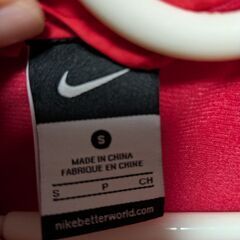 S
MADE IN CHINA
FABRIQUE EN CHINE
S P CH
nikebetterworld.com